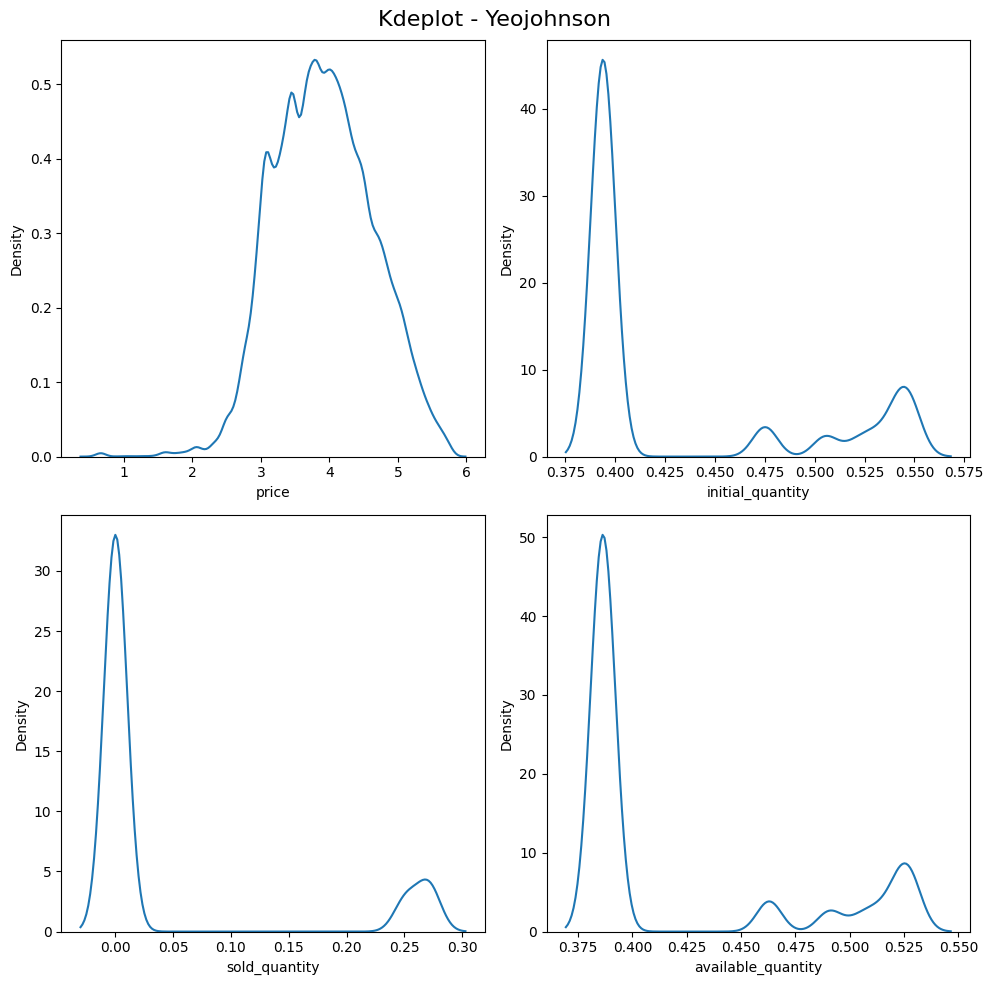 Kdeplot - Yeojohnson
Density
0.5
0.4
0.3
0.2
0.1
0.0
1 2 3 4 5 6
price
Density
40
30
20
10
0
0.375 0.400 0.425 0.450 0.475 0.500 0.525 0.550 0.575
initial_quantity
Density
30
25
20
15
10
5
0
0.00 0.05 0.10 0.15 0.20 0.25 0.30
sold_quantity
Density
50
40
30
20
10
0
0.375 0.400 0.425 0.450 0.475 0.500 0.525 0.550
available_quantity